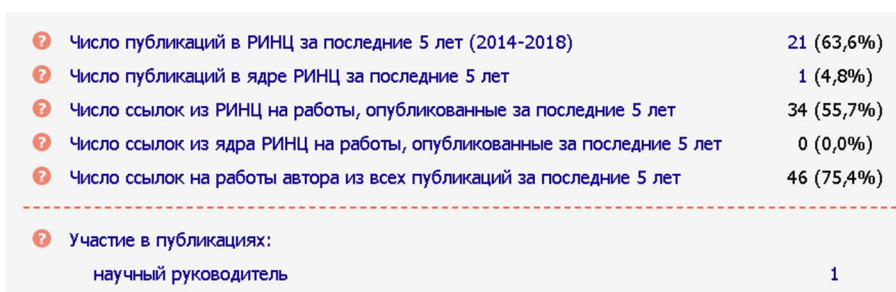 Число публикаций в РИНЦ за последние 5 лет (2014-2018) 21 (63,6%)
Число публикаций в ядре РИНЦ за последние 5 лет 1 (4,8%)
Число ссылок из РИНЦ на работы, опубликованные за последние 5 лет 34 (55,7%)
Число ссылок из ядра РИНЦ на работы, опубликованные за последние 5 лет 0 (0,0%)
Число ссылок на работы автора из всех публикаций за последние 5 лет 46 (75,4%)
Участие в публикациях:
научный руководитель 1